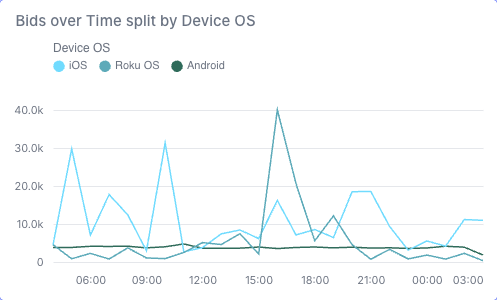 Bids over Time split by Device OS
Device OS
iOS Roku OS Android
40.0k
30.0k
20.0k
10.0k
0
06:00 09:00 12:00 15:00 18:00 21:00 00:00 03:00